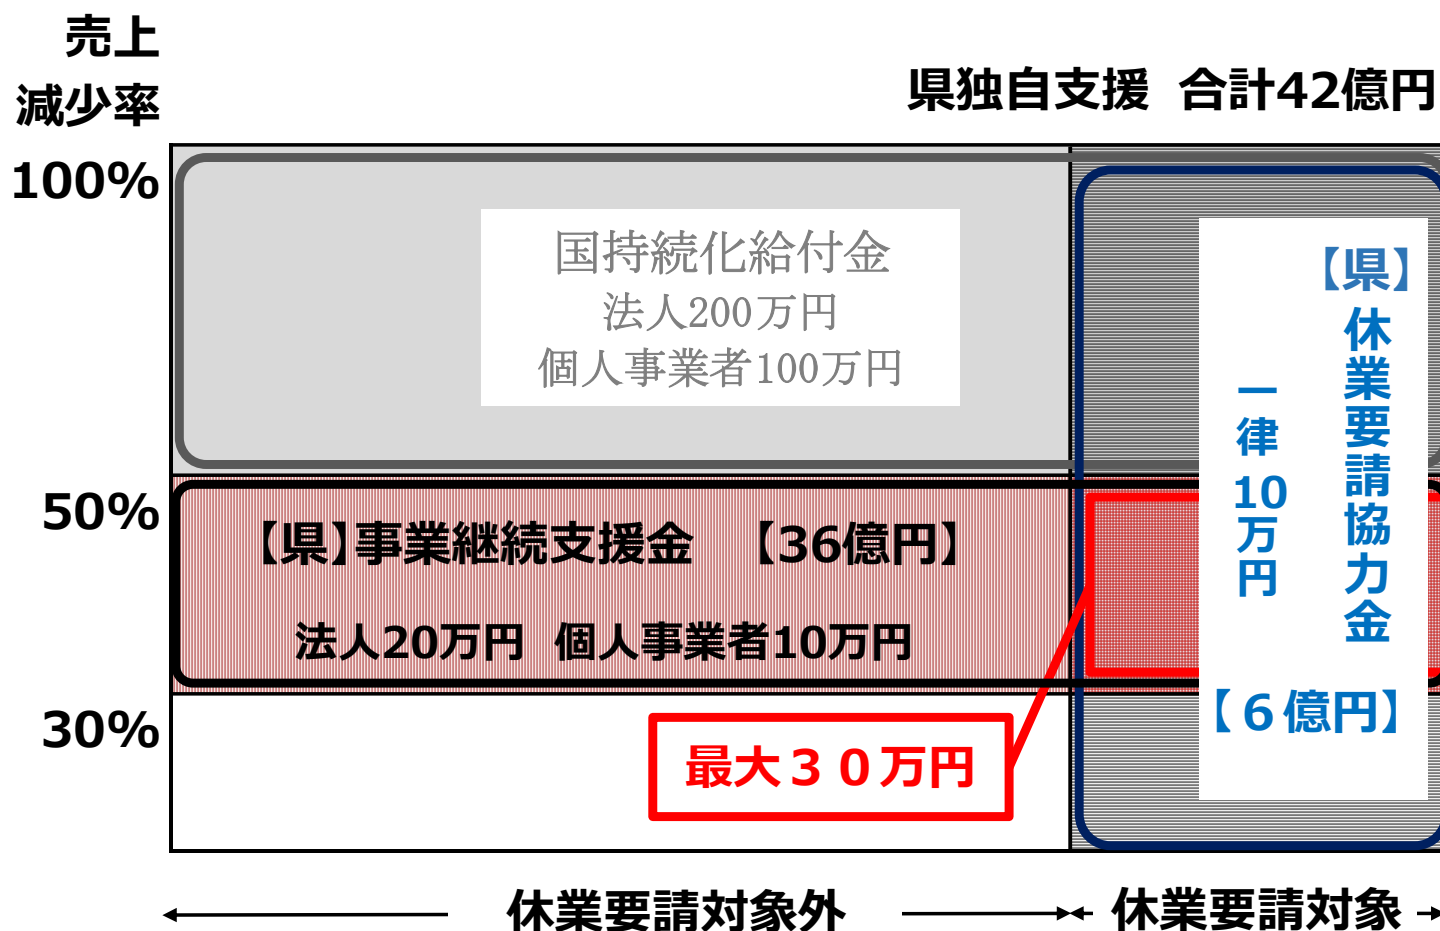 売上
減少率
県独自支援 合計42億円
100%
国持続化給付金
法人200万円
個人事業者100万円
【県】
休業要請協力金
一律10万円
【６億円】
50%
【県】事業継続支援金 【36億円】
法人20万円 個人事業者10万円
30%
最大３０万円
休業要請対象外
休業要請対象